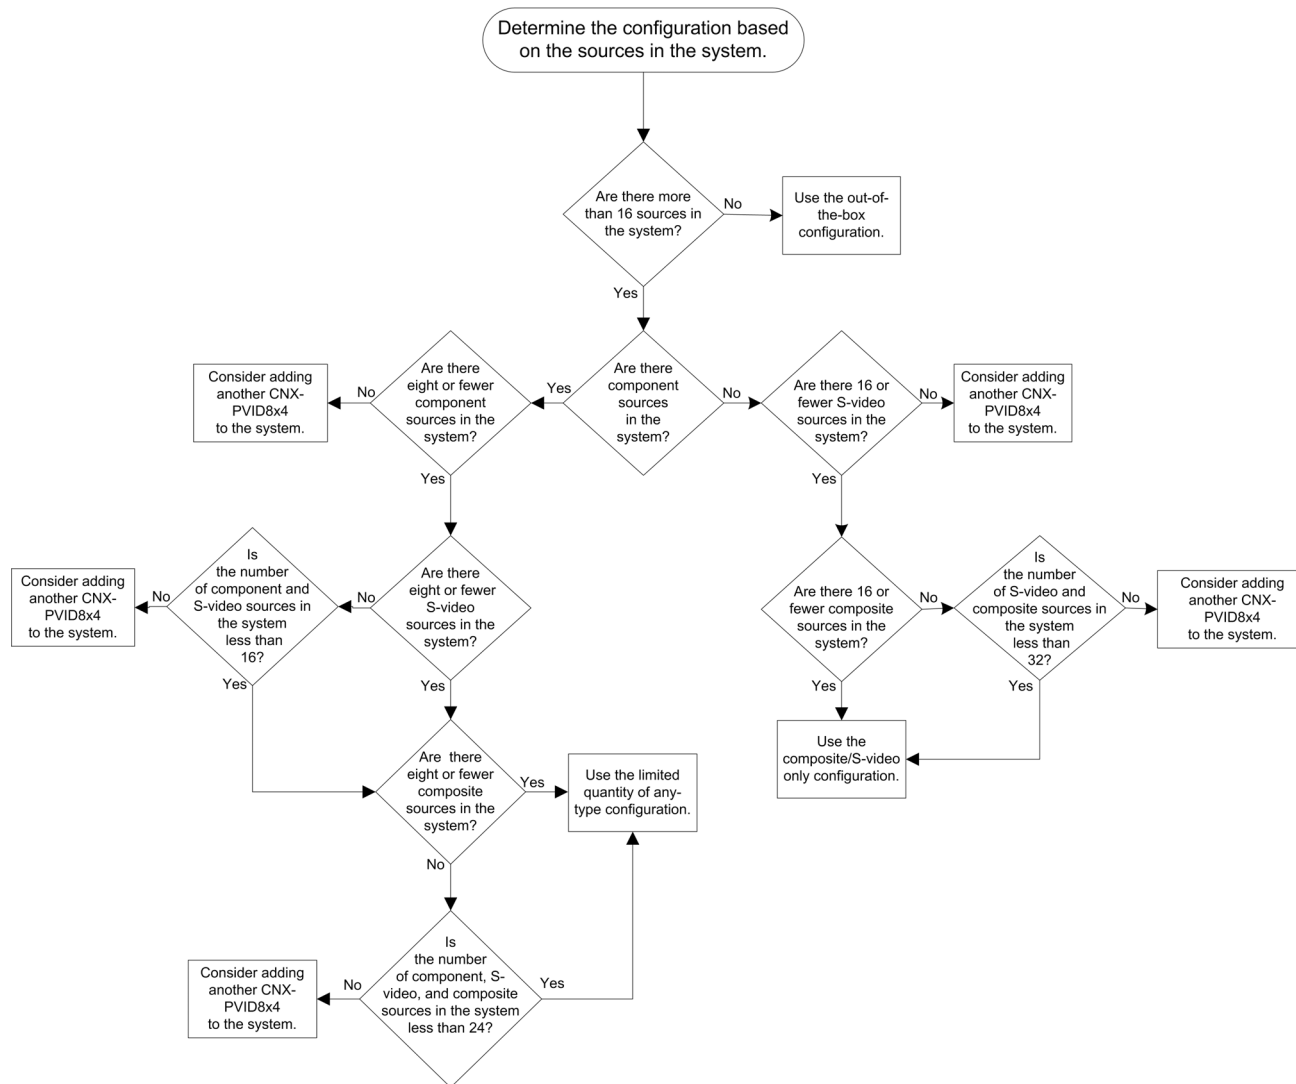 Determine the configuration based
on the sources in the system.
Are there more
than 16 sources in
the system?
No
Use the out-of-
the-box
configuration.
Yes
Consider adding
another CNX-
PVID8x4
to the system.
No
Are there
eight or fewer
component
sources in the
system?
Yes
Are there
component
sources
in the
system?
No
Are there 16 or
fewer S-video
sources in the
system?
No
Consider adding
another CNX-
PVID8x4
to the system.
Yes
Yes
Consider adding
another CNX-
PVID8x4
to the system.
No
Is
the number
of component and
S-video sources in
the system
less than
16?
No
Are there
eight or fewer
S-video
sources in the
system?
Are there 16 or
fewer composite
sources in the
system?
No
Is
the number
of S-video and
composite sources in
the system
less than
32?
No
Consider adding
another CNX-
PVID8x4
to the system.
Yes
Yes
Yes
Yes
Use the
composite/S-video
only configuration.
Are  there
eight or fewer
composite
sources in the
system?
Yes
Use the limited
quantity of any-
type configuration.
No
Consider adding
another CNX-
PVID8x4
to the system.
No
Is
the number
of component, S-
video, and composite
sources in the system
less than 24?
Yes